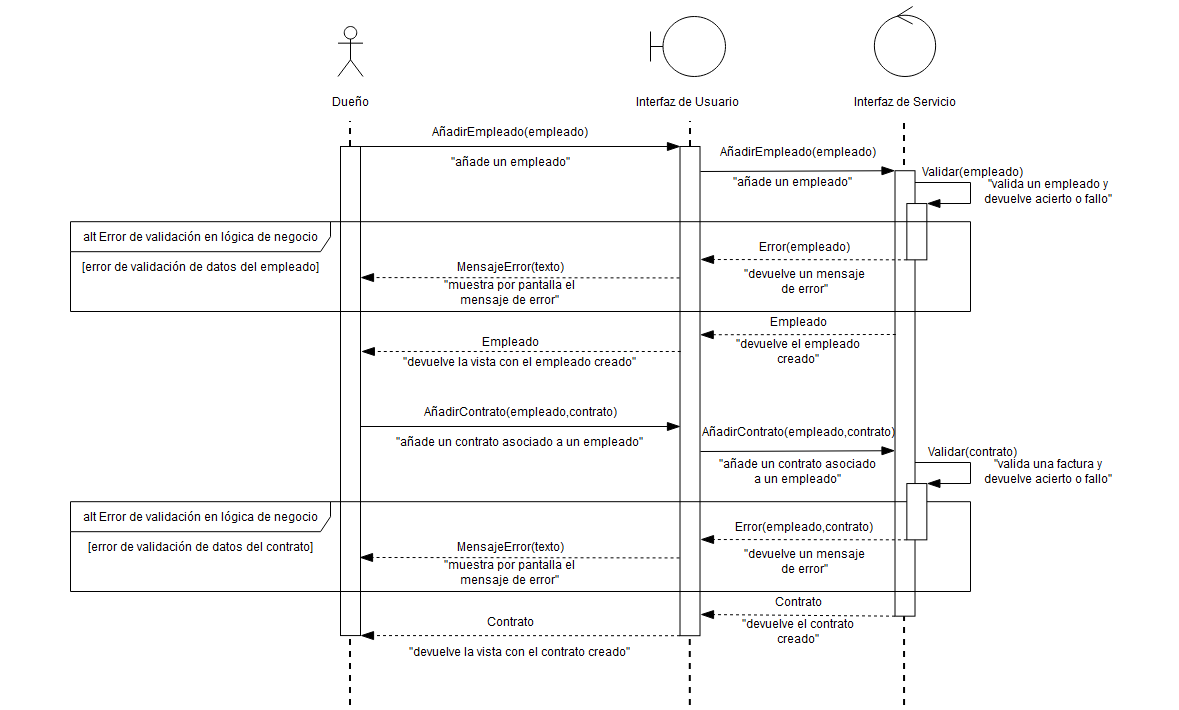 Dueño
Interfaz de Usuario
Interfaz de Servicio
AñadirEmpleado(empleado)
"añade un empleado"
AñadirEmpleado(empleado)
"añade un empleado"
Validar(empleado)
"valida un empleado y
devuelve acierto o fallo"
alt Error de validación en lógica de negocio
[error de validación de datos del empleado]
Error(empleado)
"devuelve un mensaje
de error"
MensajeError(texto)
"muestra por pantalla el
mensaje de error"
Empleado
"devuelve el empleado
creado"
Empleado
"devuelve la vista con el empleado creado"
AñadirContrato(empleado,contrato)
"añade un contrato asociado a un empleado"
AñadirContrato(empleado,contrato)
"añade un contrato asociado
a un empleado"
Validar(contrato)
"valida una factura y
devuelve acierto o fallo"
alt Error de validación en lógica de negocio
[error de validación de datos del contrato]
Error(empleado,contrato)
"devuelve un mensaje
de error"
MensajeError(texto)
"muestra por pantalla el
mensaje de error"
Contrato
"devuelve el contrato
creado"
Contrato
"devuelve la vista con el contrato creado"